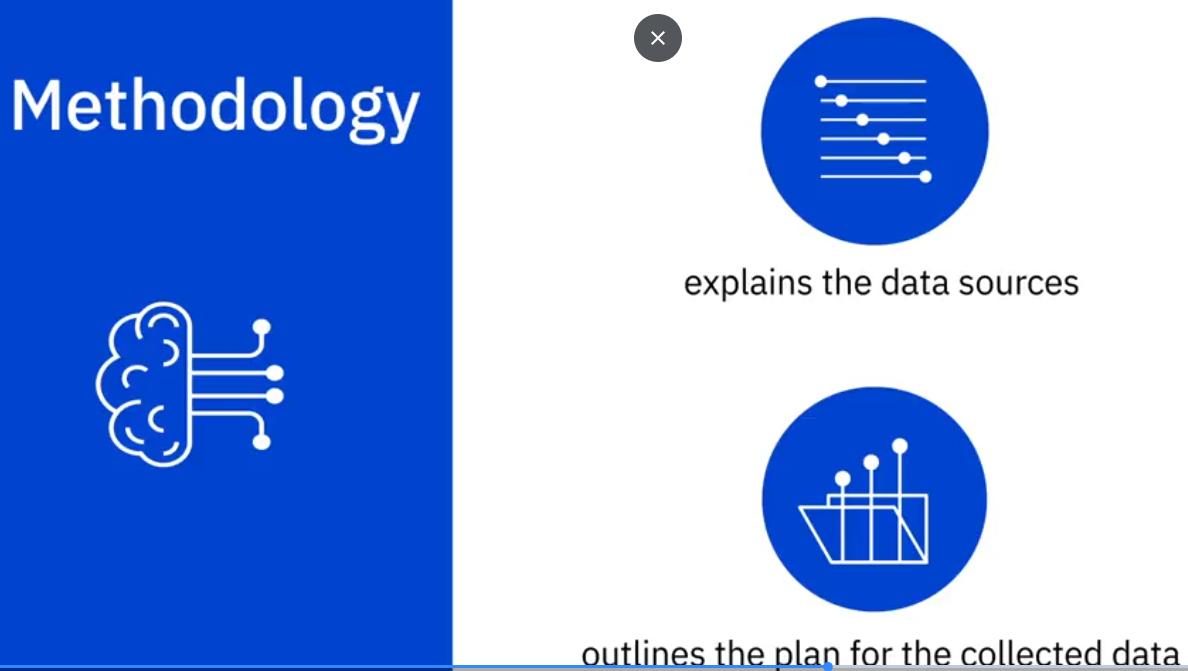 Methodology
explains the data sources
outlines the plan for the collected data